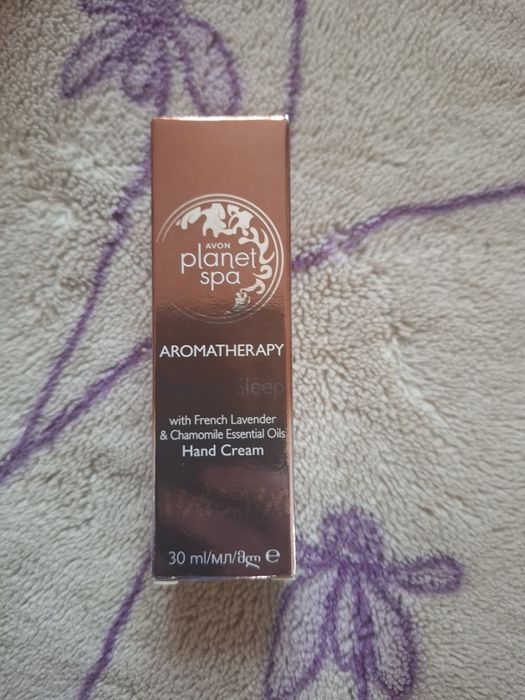 AVON
planet
spa
AROMATHERAPY
Sleep
with French Lavender
& Chamomile Essential Oils
Hand Cream
30 ml/мл/მლ ℮